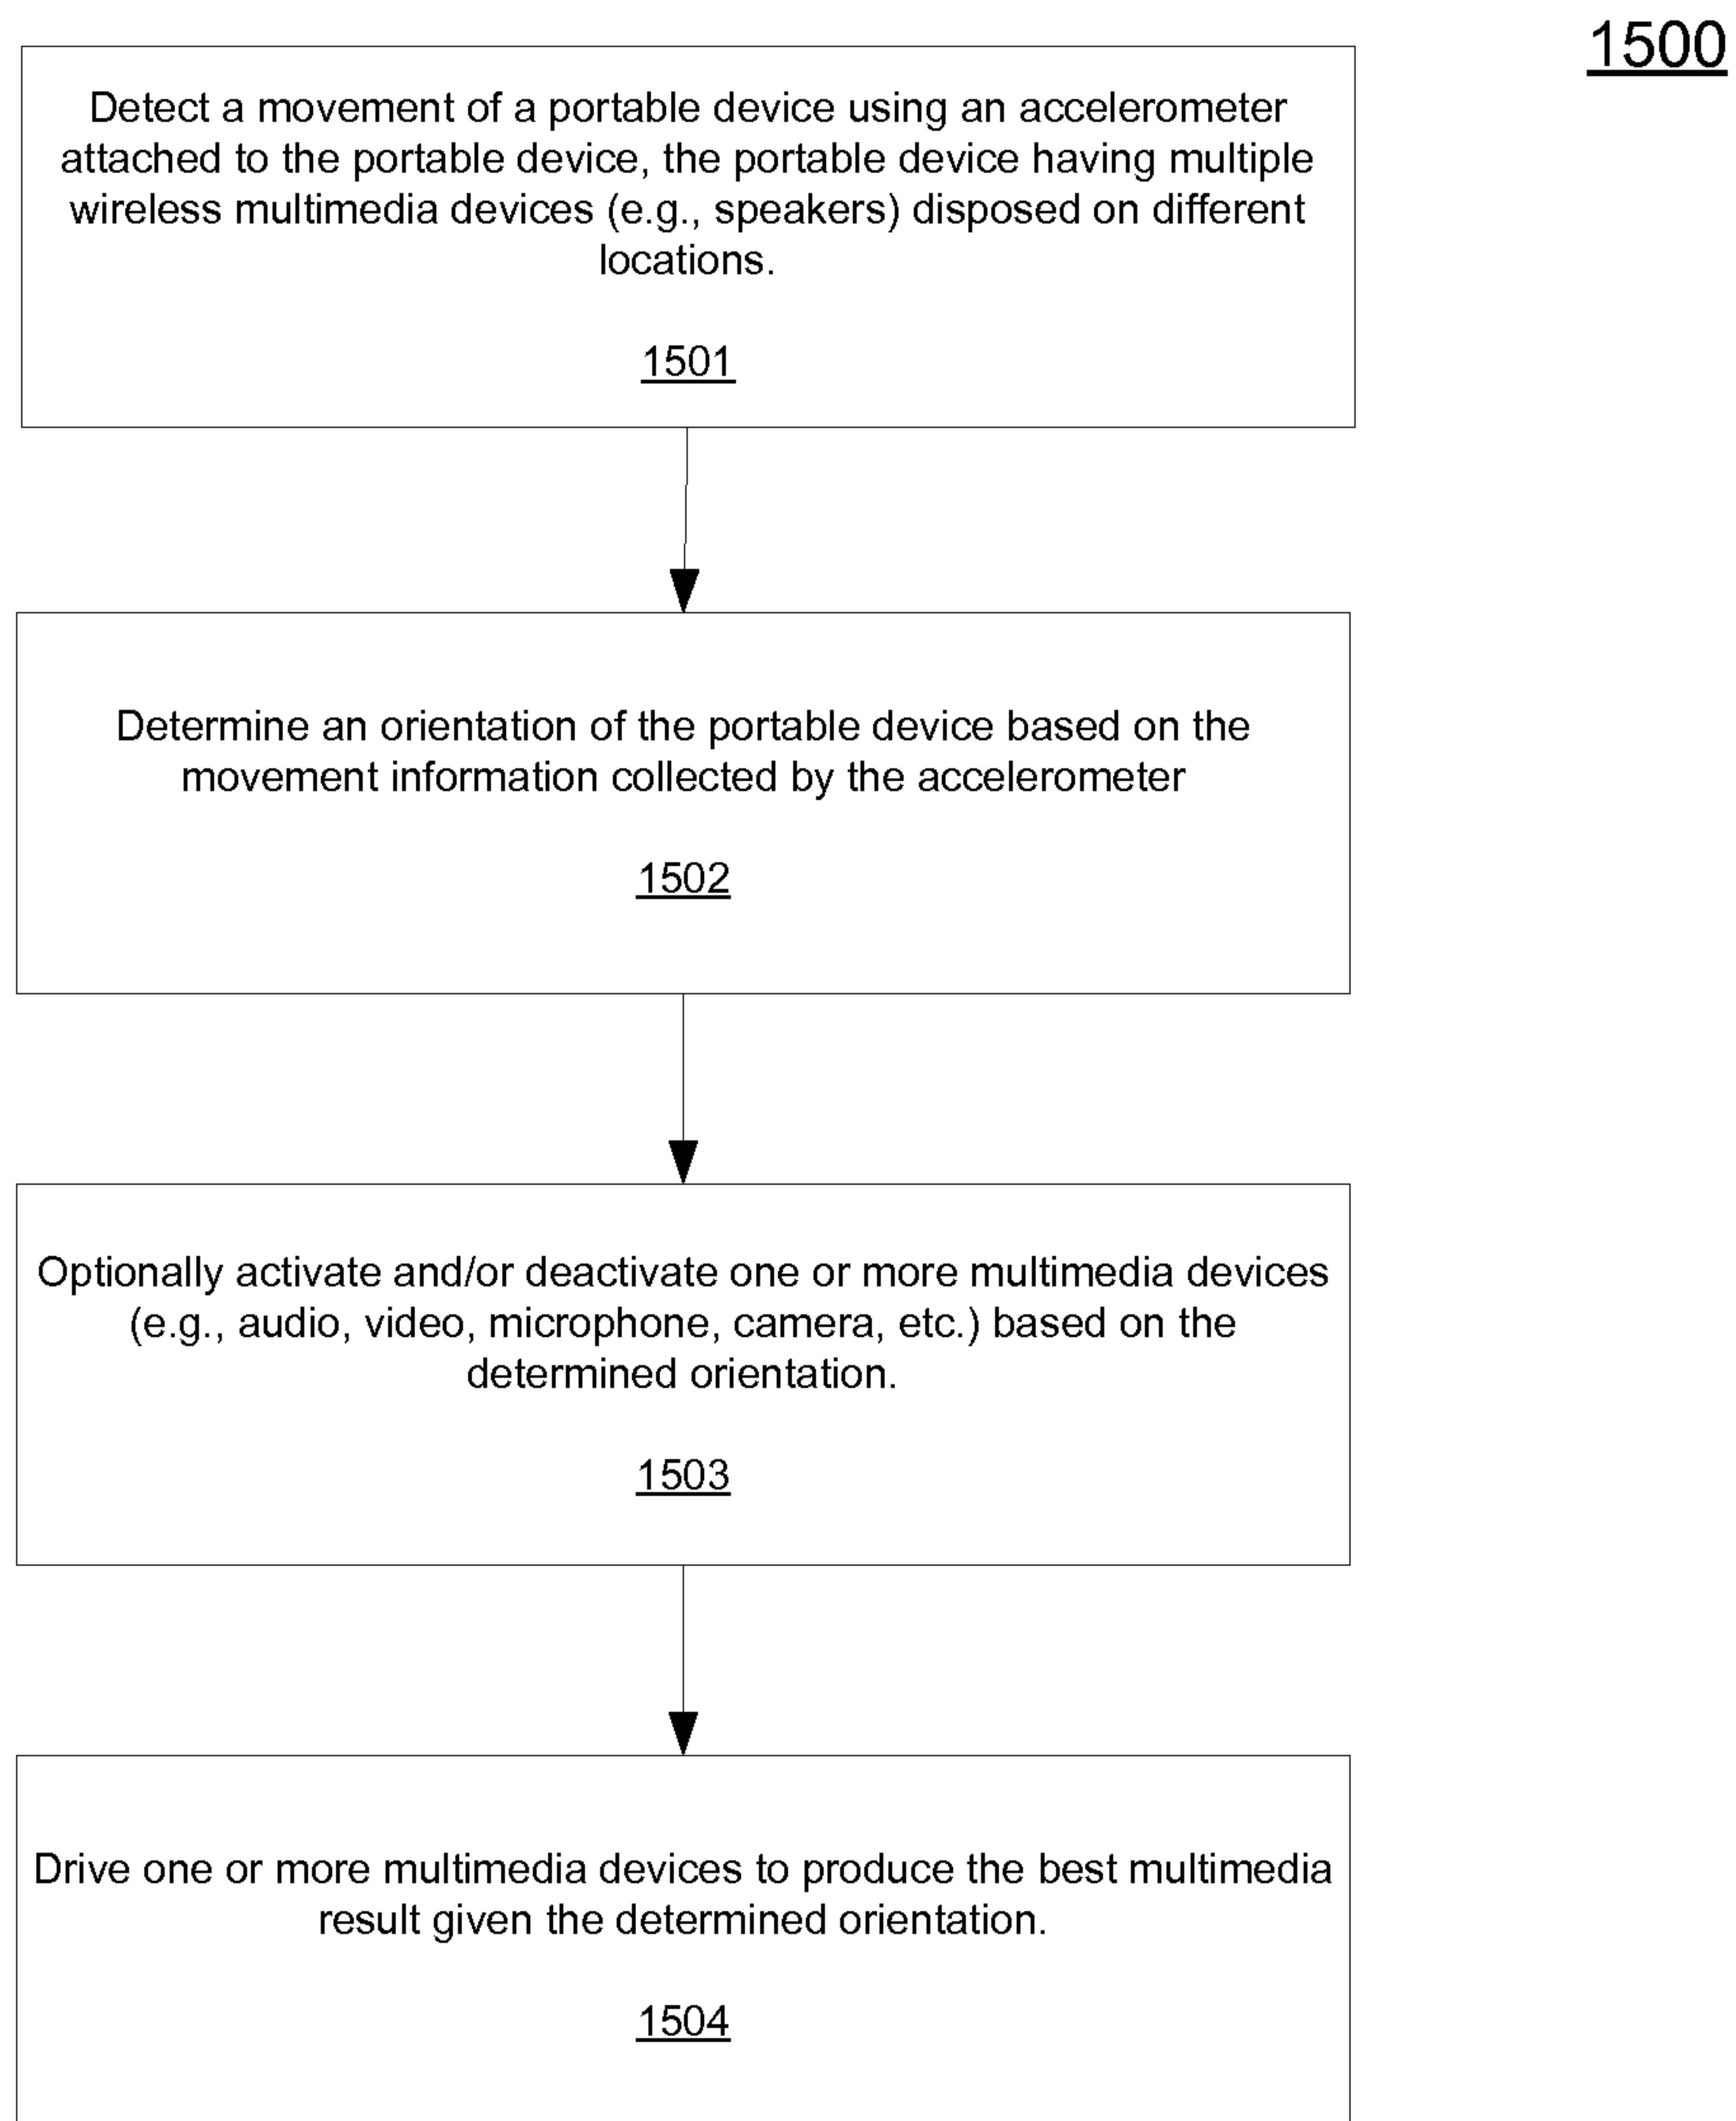 1500
Detect a movement of a portable device using an accelerometer
attached to the portable device, the portable device having multiple
wireless multimedia devices (e.g., speakers) disposed on different
locations.
1501
Determine an orientation of the portable device based on the
movement information collected by the accelerometer
1502
Optionally activate and/or deactivate one or more multimedia devices
(e.g., audio, video, microphone, camera, etc.) based on the
determined orientation.
1503
Drive one or more multimedia devices to produce the best multimedia
result given the determined orientation.
1504